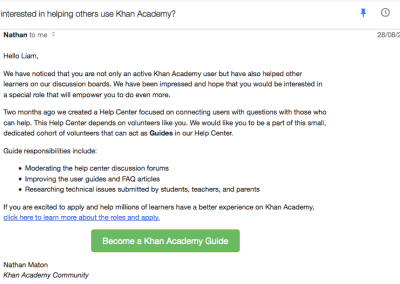 interested in helping others use Khan Academy?
Nathan to me
28/08/2
Hello Liam,
We have noticed that you are not only an active Khan Academy user but have also helped other
learners on our discussion boards. We have been impressed and hope that you would be interested in
a special role that will empower you to do even more.
Two months ago we created a Help Center focused on connecting users with questions with those who
can help. This Help Center depends on volunteers like you. We would like you to be a part of this small,
dedicated cohort of volunteers that can act as Guides in our Help Center.
Guide responsibilities include:
• Moderating the help center discussion forums
• Improving the user guides and FAQ articles
• Researching technical issues submitted by students, teachers, and parents
If you are excited to apply and help millions of learners have a better experience on Khan Academy,
click here to learn more about the roles and apply.
Become a Khan Academy Guide
Nathan Maton
Khan Academy Community